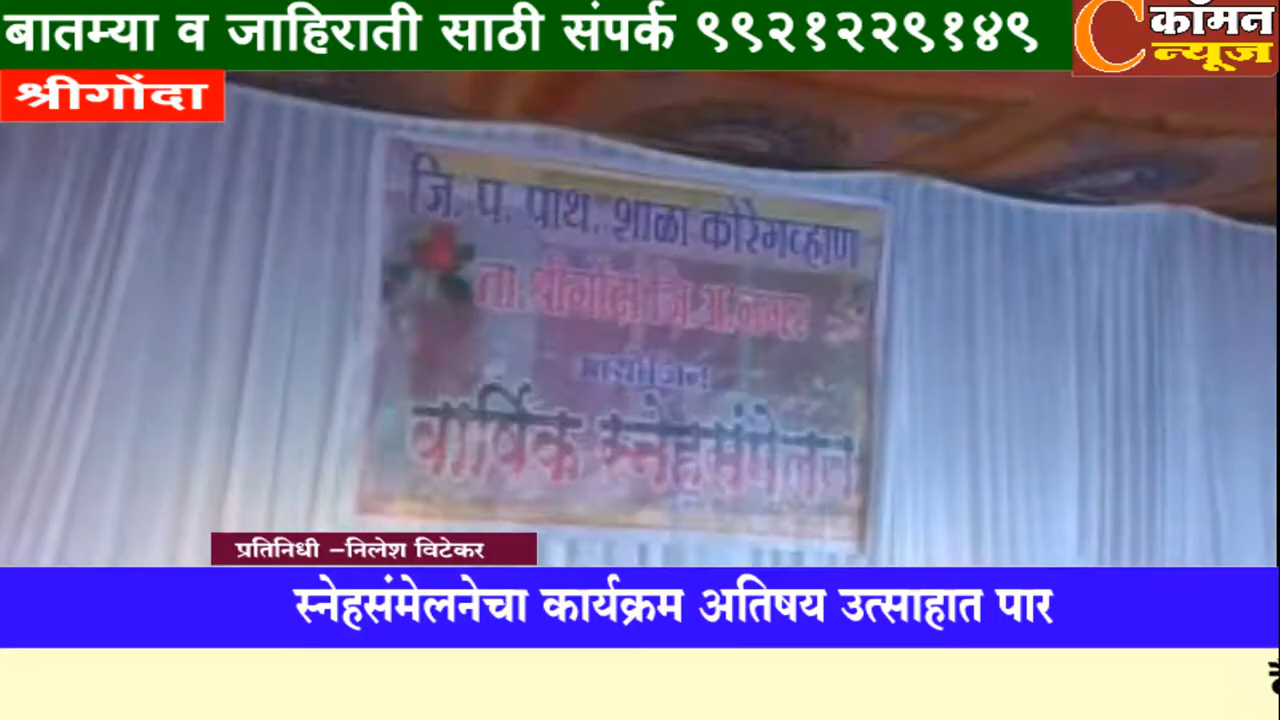 बातम्या व जाहिराती साठी संपर्क ९९२१२२९१४९
कॉमन
न्यूज
श्रीगोंदा
जि. प. पाथ. शाळा कोरेगव्हाण
ता. श्रीगोंदा जि.
वार्षिक स्नेहसंमेलन
प्रतिनिधी -निलेश विटेकर
स्नेहसंमेलनेचा कार्यक्रम अतिषय उत्साहात पार